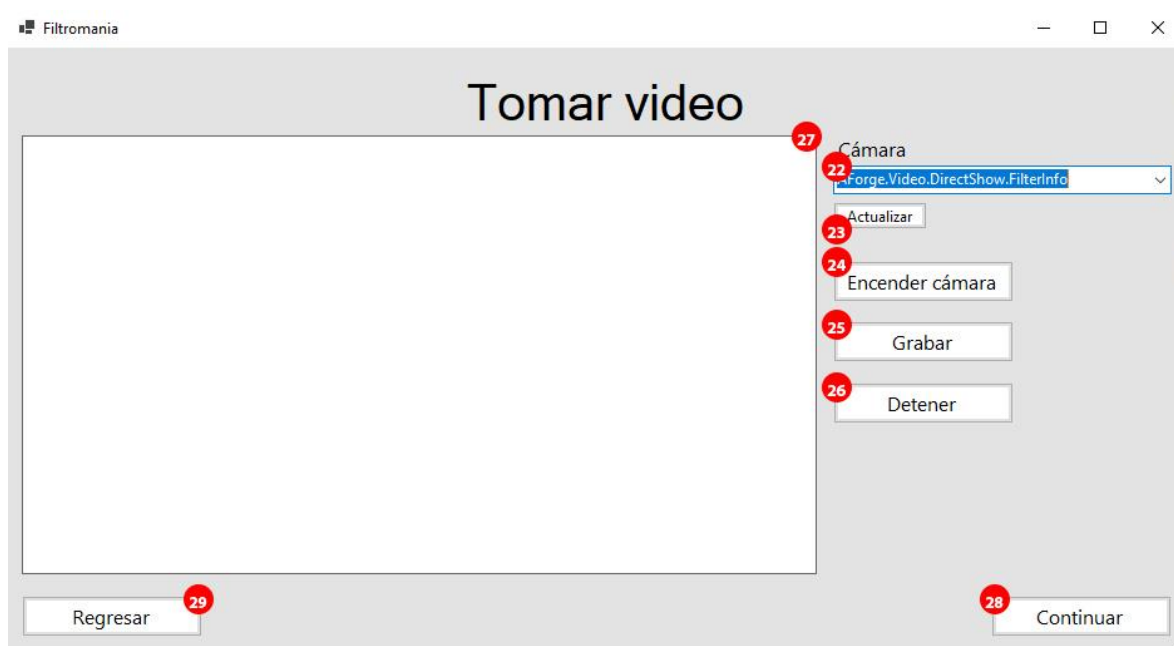 Filtromania
Tomar video
27
Cámara
22
AForge.Video.DirectShow.FilterInfo
Actualizar
23
24
Encender cámara
25
Grabar
26
Detener
29
Regresar
28
Continuar